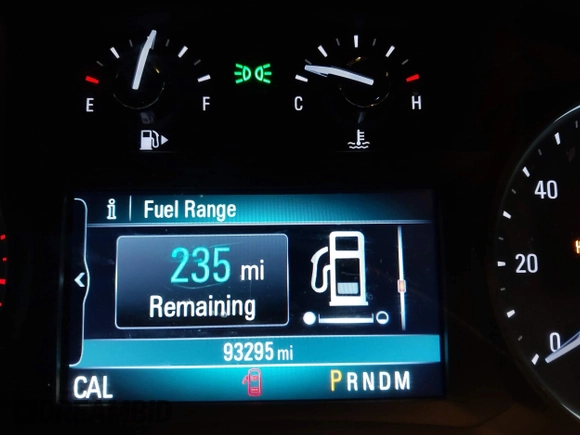 E F C H
Fuel Range
235 mi
Remaining
40
20
0
93295 mi
CAL PRNDM